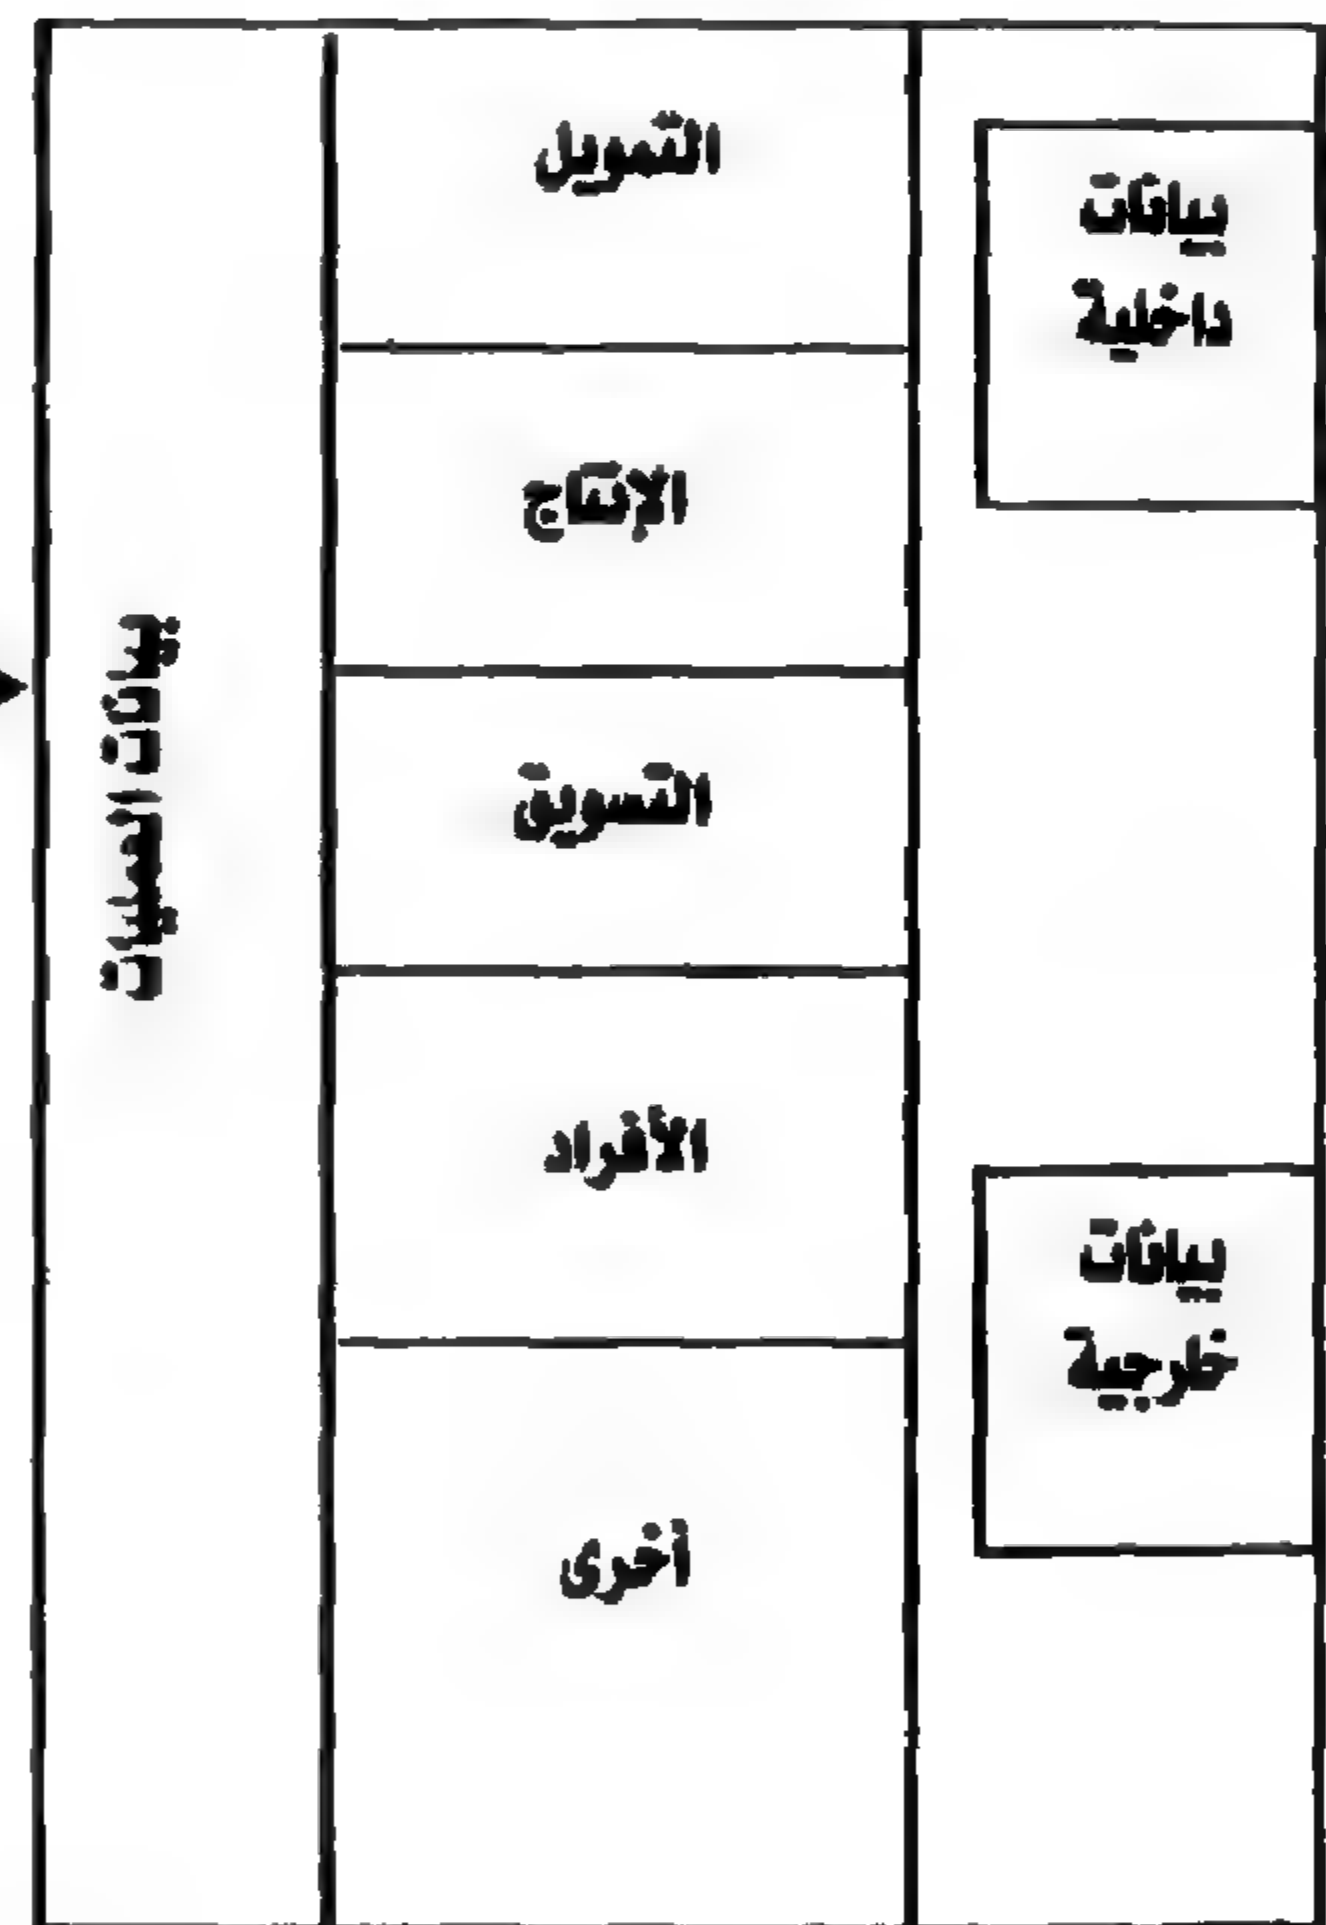 بيانات
داخلية
بيانات
خارجية
التمويل
الإنتاج
التسويق
الأفراد
أخرى
بيانات العمليات